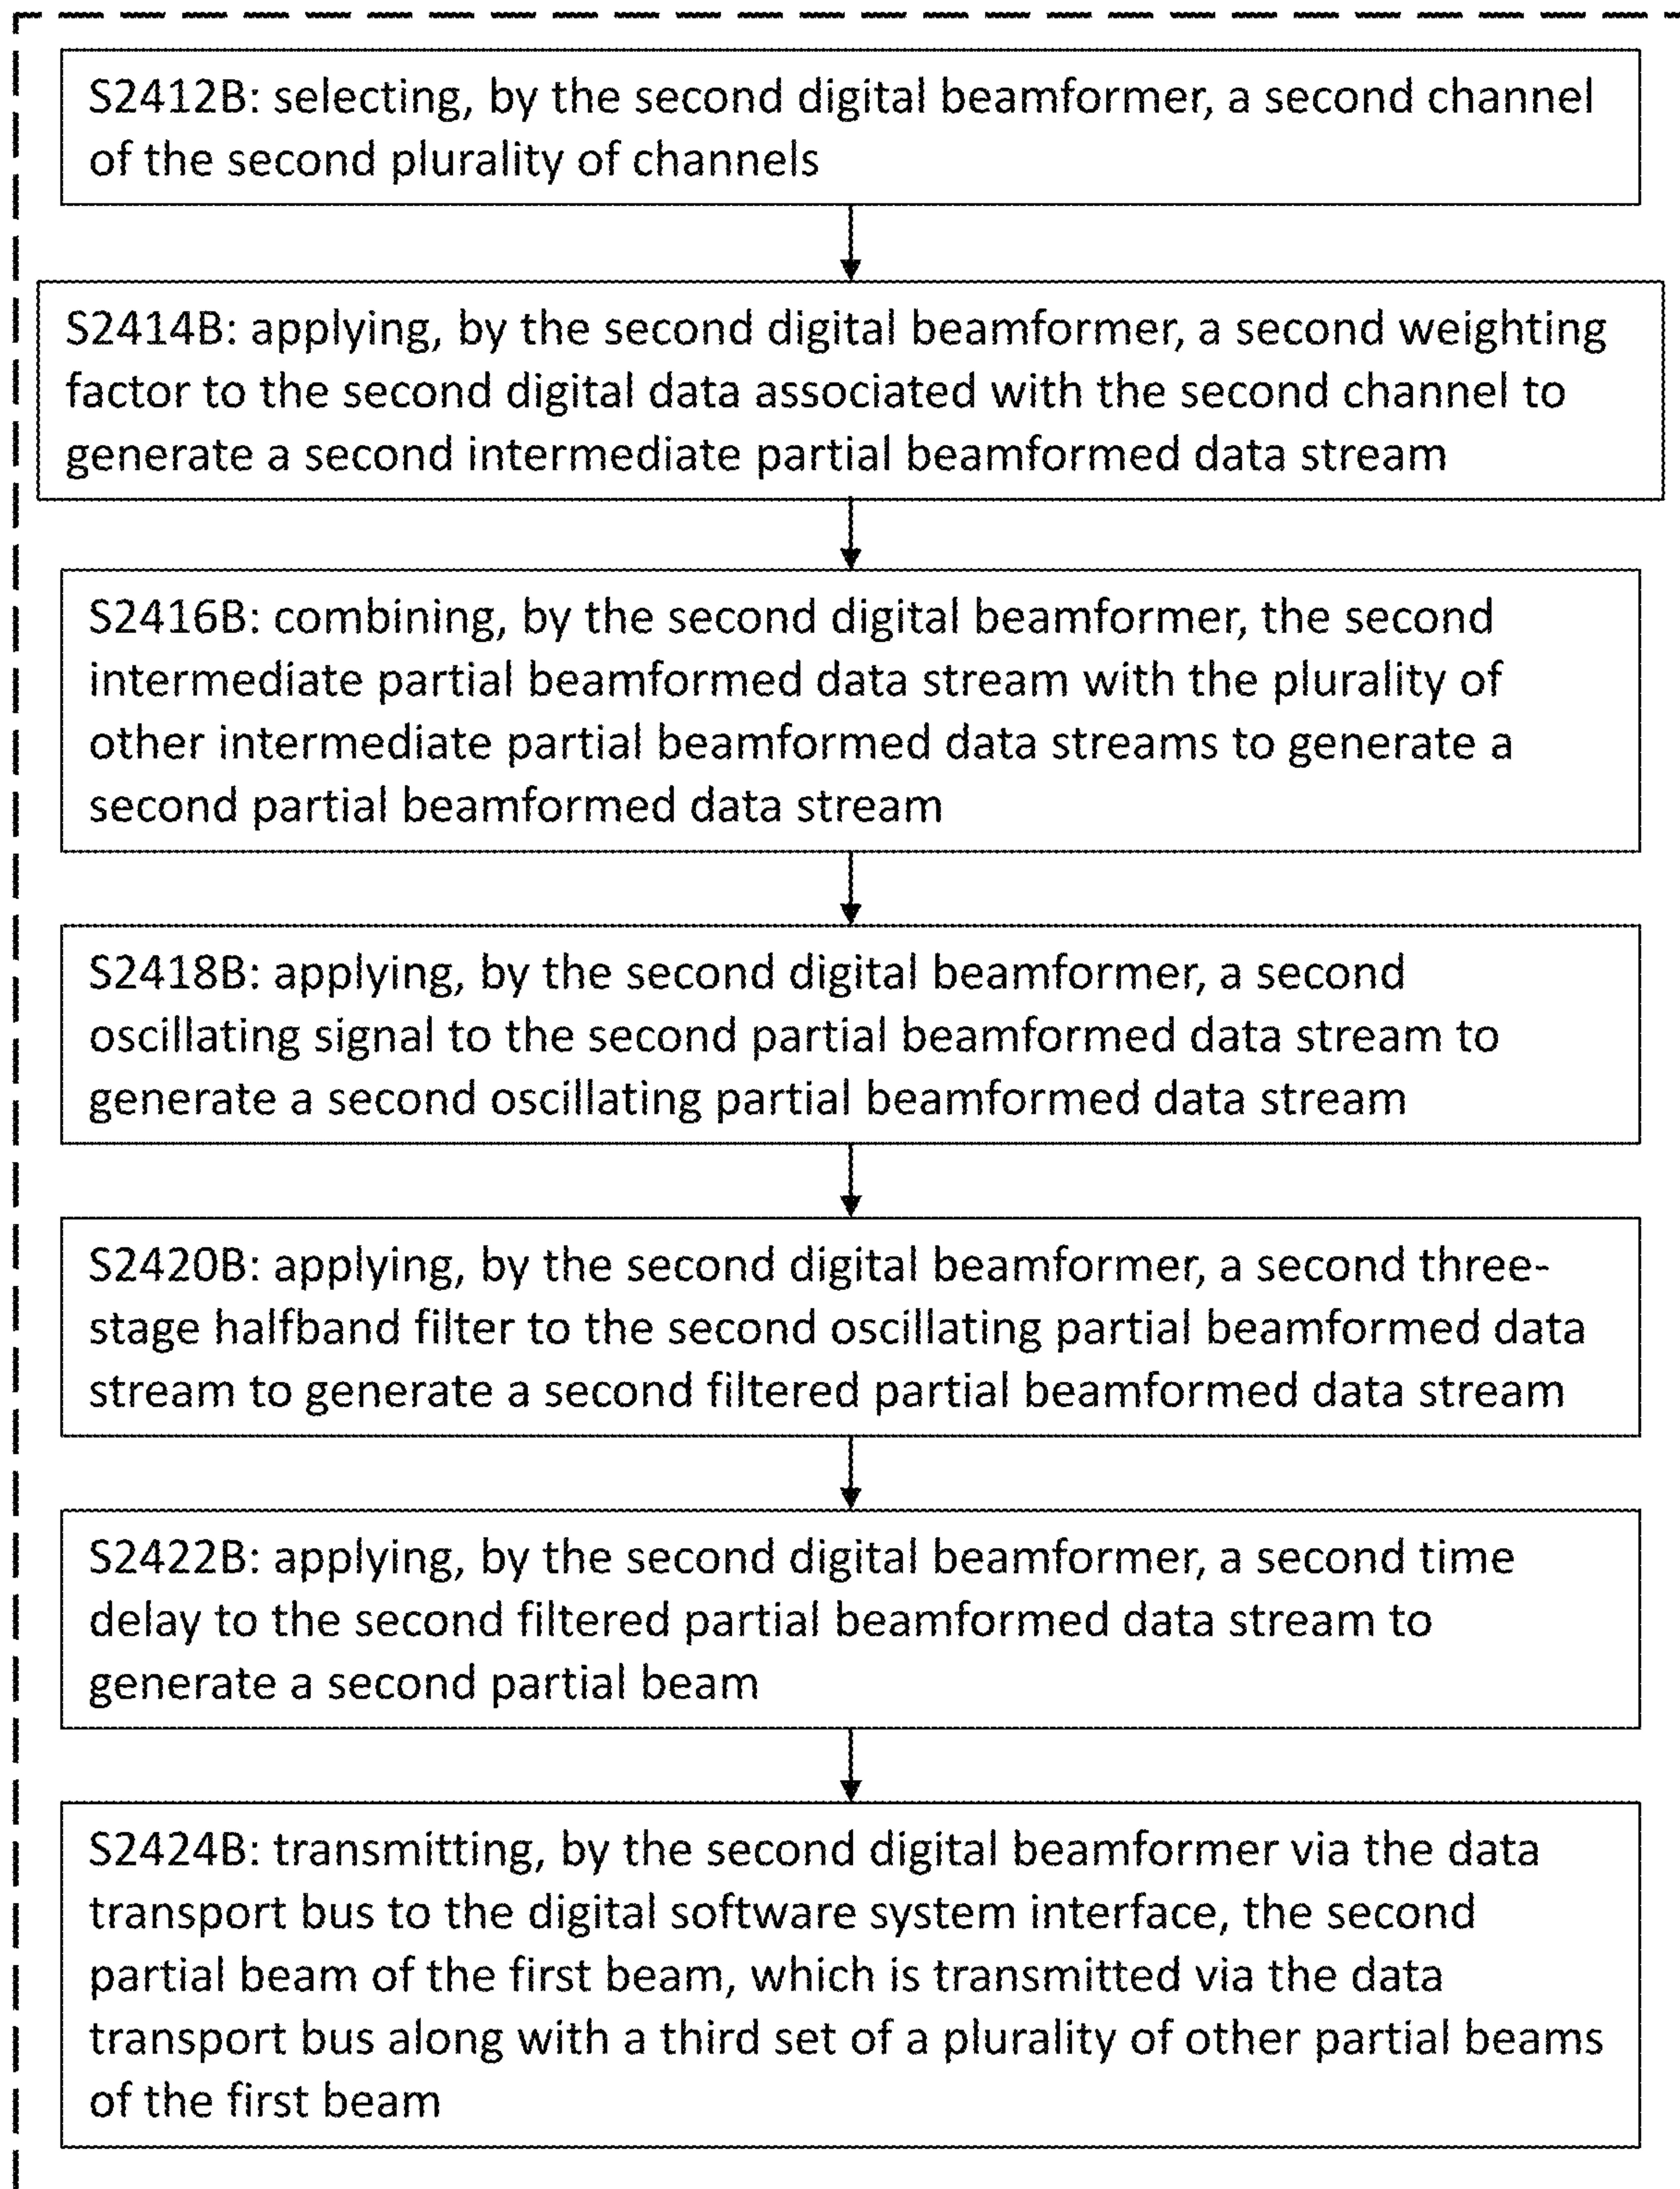 S2412B: selecting, by the second digital beamformer, a second channel
of the second plurality of channels
S2414B: applying, by the second digital beamformer, a second weighting
factor to the second digital data associated with the second channel to
generate a second intermediate partial beamformed data stream
S2416B: combining, by the second digital beamformer, the second
intermediate partial beamformed data stream with the plurality of
other intermediate partial beamformed data streams to generate a
second partial beamformed data stream
S2418B: applying, by the second digital beamformer, a second
oscillating signal to the second partial beamformed data stream to
generate a second oscillating partial beamformed data stream
S2420B: applying, by the second digital beamformer, a second three-
stage halfband filter to the second oscillating partial beamformed data
stream to generate a second filtered partial beamformed data stream
S2422B: applying, by the second digital beamformer, a second time
delay to the second filtered partial beamformed data stream to
generate a second partial beam
S2424B: transmitting, by the second digital beamformer via the data
transport bus to the digital software system interface, the second
partial beam of the first beam, which is transmitted via the data
transport bus along with a third set of a plurality of other partial beams
of the first beam